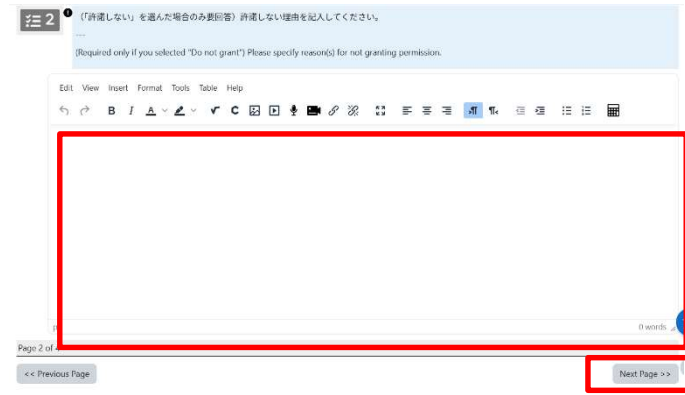 2
(「許諾しない」を選んだ場合のみ要回答）許諾しない理由を記入してください。
---
(Required only if you selected "Do not grant") Please specify reason(s) for not granting permission.
Edit View Insert Format Tools Table Help
B I A
p
0 words
Page 2 of 4
<< Previous Page
Next Page >>